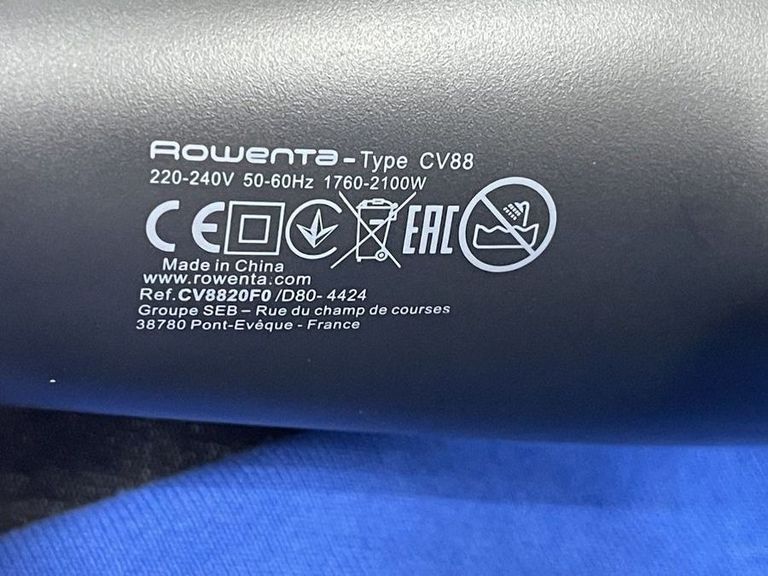 Rowenta - Type CV88
220-240V 50-60Hz 1760-2100W
CE EAC
Made in China
www.rowenta.com
Ref.CV8820F0 /D80- 4424
Groupe SEB – Rue du champ de courses
38780 Pont-Evêque - France